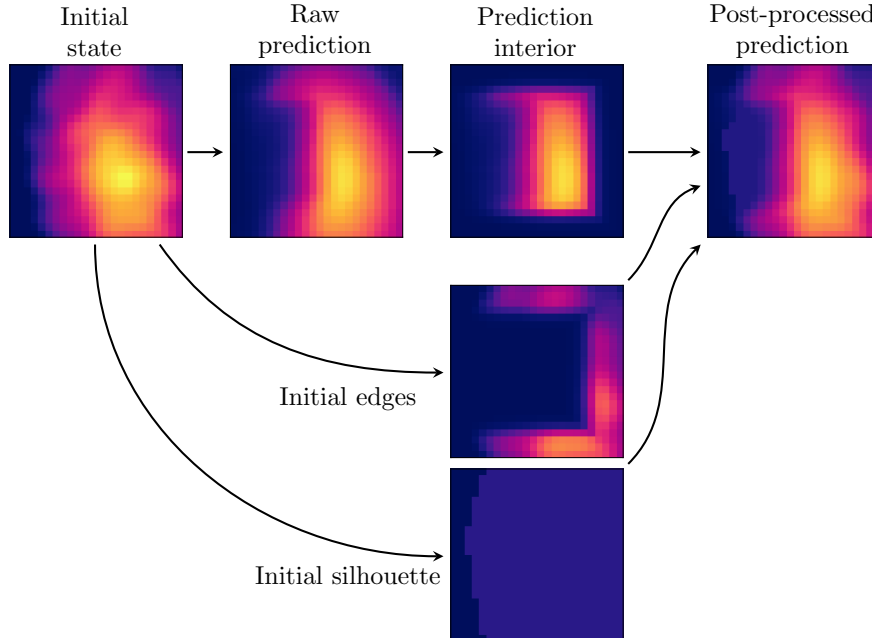 Initial
state
Raw
prediction
Prediction
interior
Post-processed
prediction
Initial edges
Initial silhouette